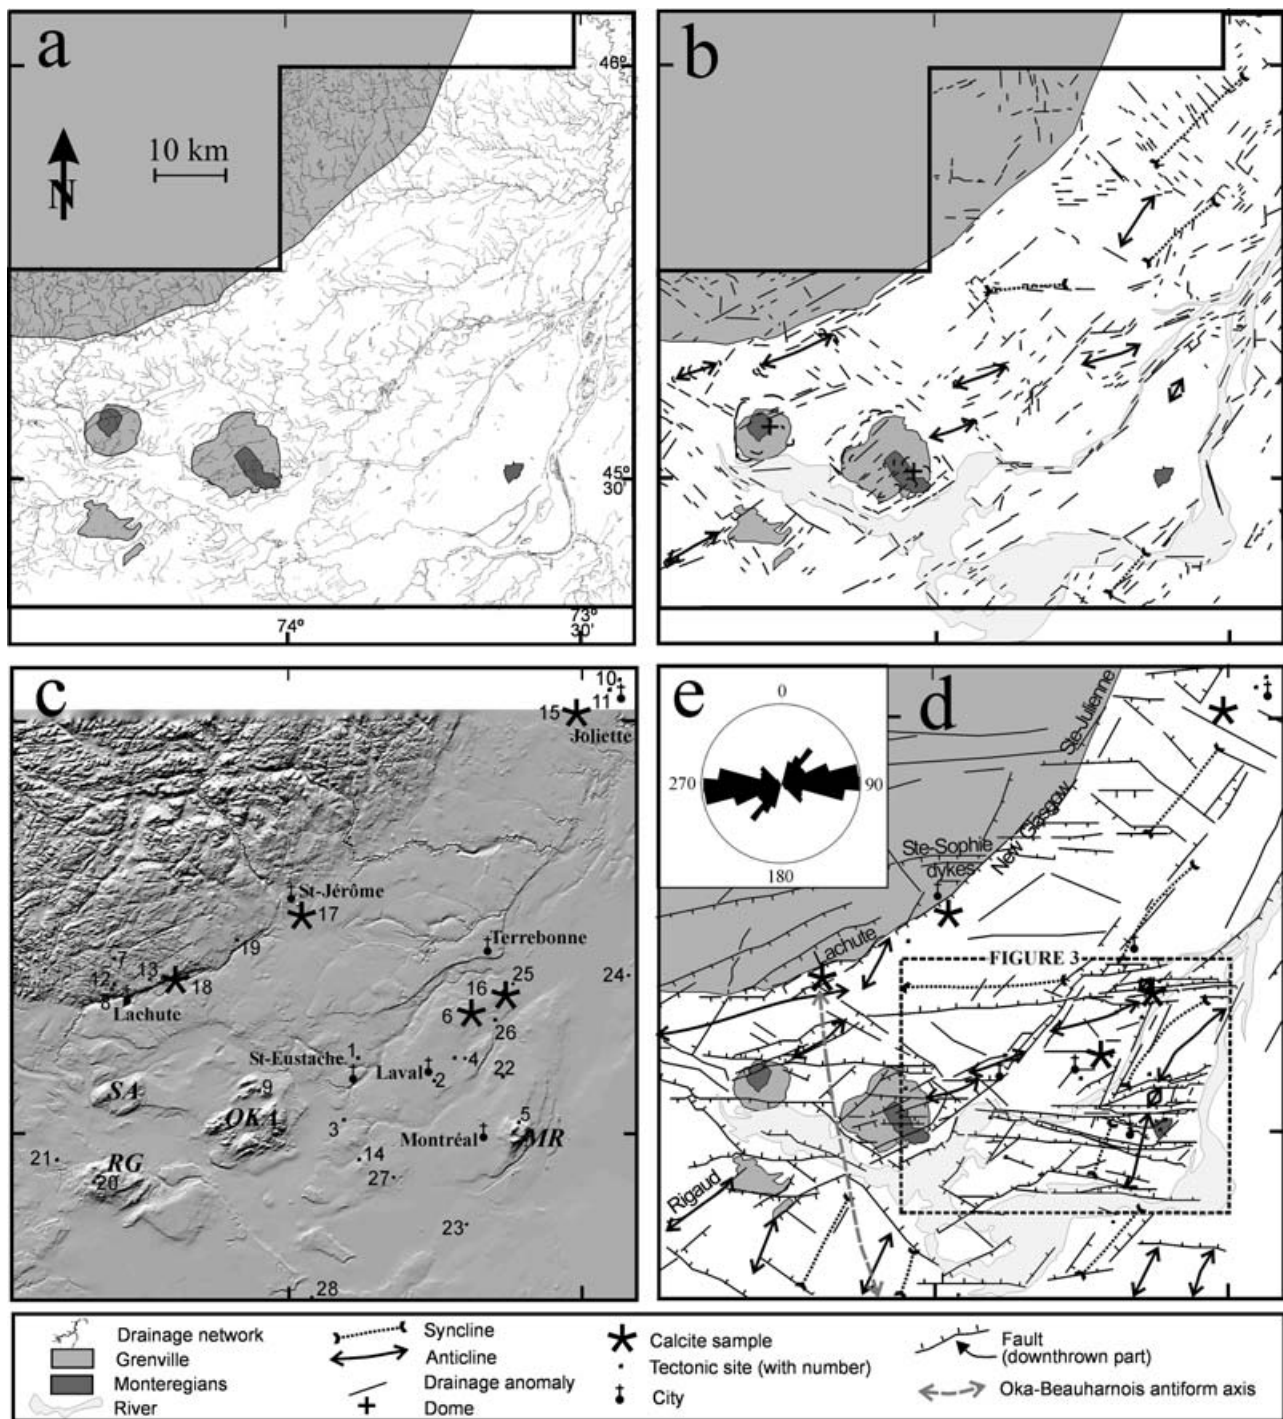 a
46º
10 km
N
45º
30'
74º
73º
30'
b
c
10
11
15
Joliette
St-Jérôme
17
19
Terrebonne
7
12
13
18
8
Lachute
16
25
24
6
26
1
St-Eustache
4
Laval
2
22
SA
9
OKA
3
5
Montréal
MR
21
14
RG
20
27
23
28
e
0
270
90
180
d
Ste-Julienne
New Glasgow
Ste-Sophie
dykes
Lachute
FIGURE 3
Rigaud
Drainage network
Grenville
Monteregians
River
Syncline
Anticline
Drainage anomaly
Dome
Calcite sample
Tectonic site (with number)
City
Fault
(downthrown part)
Oka-Beauharnois antiform axis